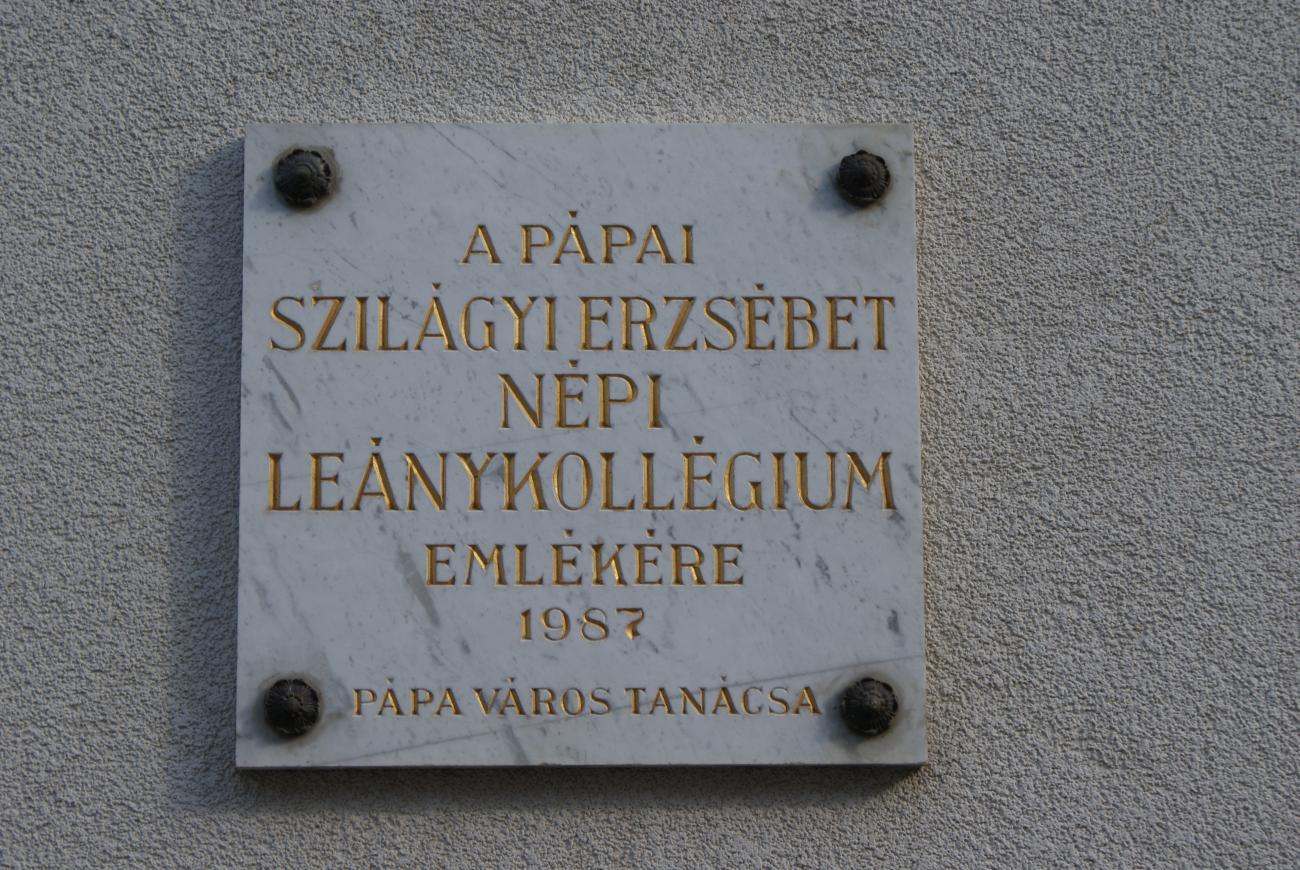 A PÁPAI
SZILÁGYI ERZSÉBET
NÉPI
LEÁNYKOLLÉGIUM
EMLÉKÉRE
1987
PÁPA VÁROS TANÁCSA